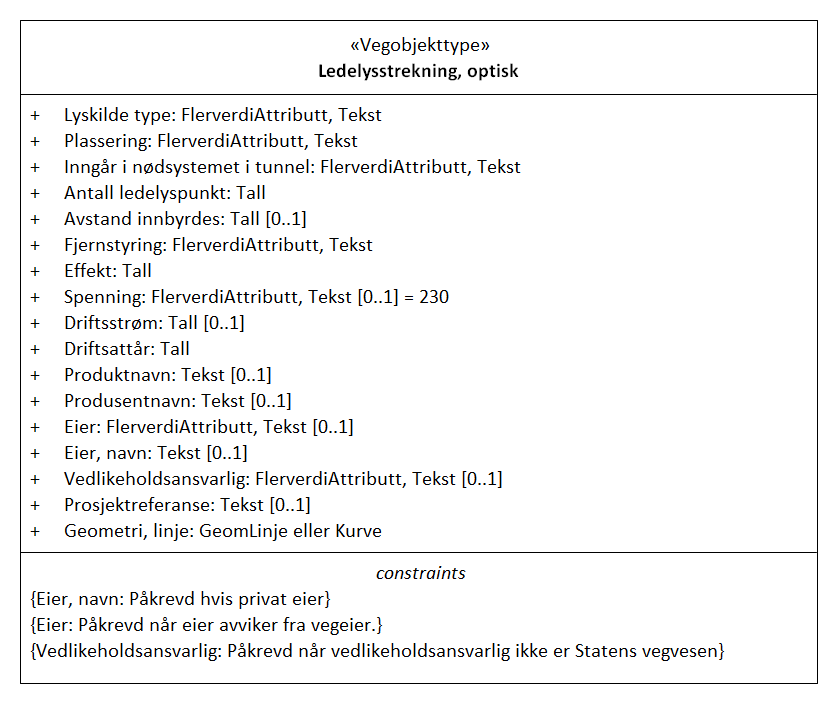 «Vegobjekttype»
Ledelysstrekning, optisk
+ Lyskilde type: FlerverdiAttributt, Tekst
+ Plassering: FlerverdiAttributt, Tekst
+ Inngår i nødsystemet i tunnel: FlerverdiAttributt, Tekst
+ Antall ledelyspunkt: Tall
+ Avstand innbyrdes: Tall [0..1]
+ Fjernstyring: FlerverdiAttributt, Tekst
+ Effekt: Tall
+ Spenning: FlerverdiAttributt, Tekst [0..1] = 230
+ Driftsstrøm: Tall [0..1]
+ Driftsattår: Tall
+ Produktnavn: Tekst [0..1]
+ Produsentnavn: Tekst [0..1]
+ Eier: FlerverdiAttributt, Tekst [0..1]
+ Eier, navn: Tekst [0..1]
+ Vedlikeholdsansvarlig: FlerverdiAttributt, Tekst [0..1]
+ Prosjektreferanse: Tekst [0..1]
+ Geometri, linje: GeomLinje eller Kurve
constraints
{Eier, navn: Påkrevd hvis privat eier}
{Eier: Påkrevd når eier avviker fra vegeier.}
{Vedlikeholdsansvarlig: Påkrevd når vedlikeholdsansvarlig ikke er Statens vegvesen}